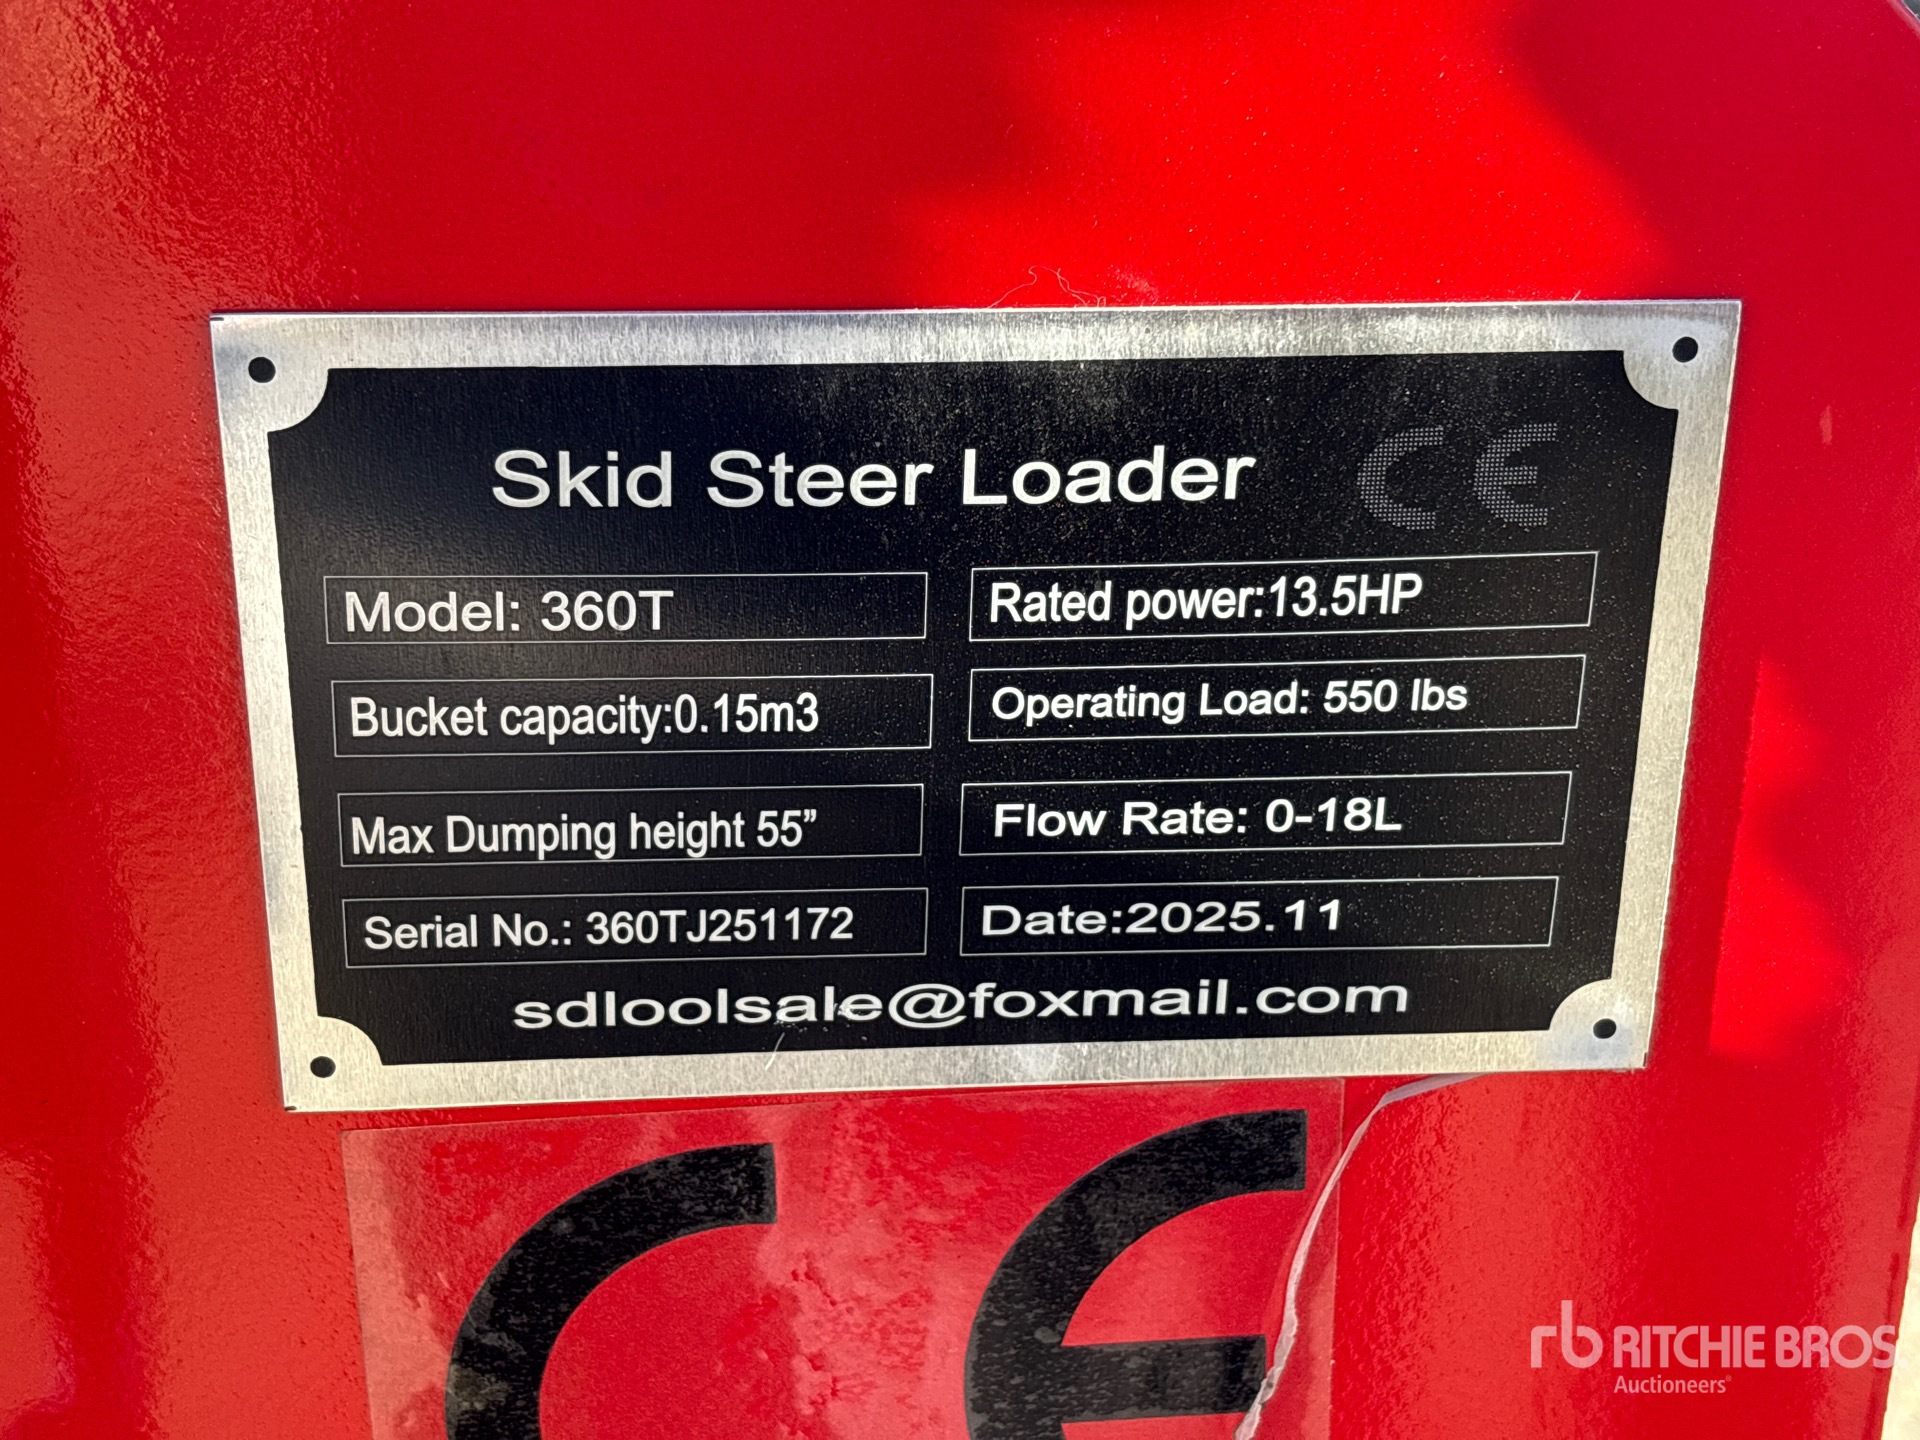 Skid Steer Loader CE
Model: 360T
Rated power:13.5HP
Bucket capacity:0.15m3
Operating Load: 550 lbs
Max Dumping height 55”
Flow Rate: 0-18L
Serial No.: 360TJ251172
Date:2025.11
sdloolsale@foxmail.com
CE
rb RITCHIE BROS.
Auctioneers®